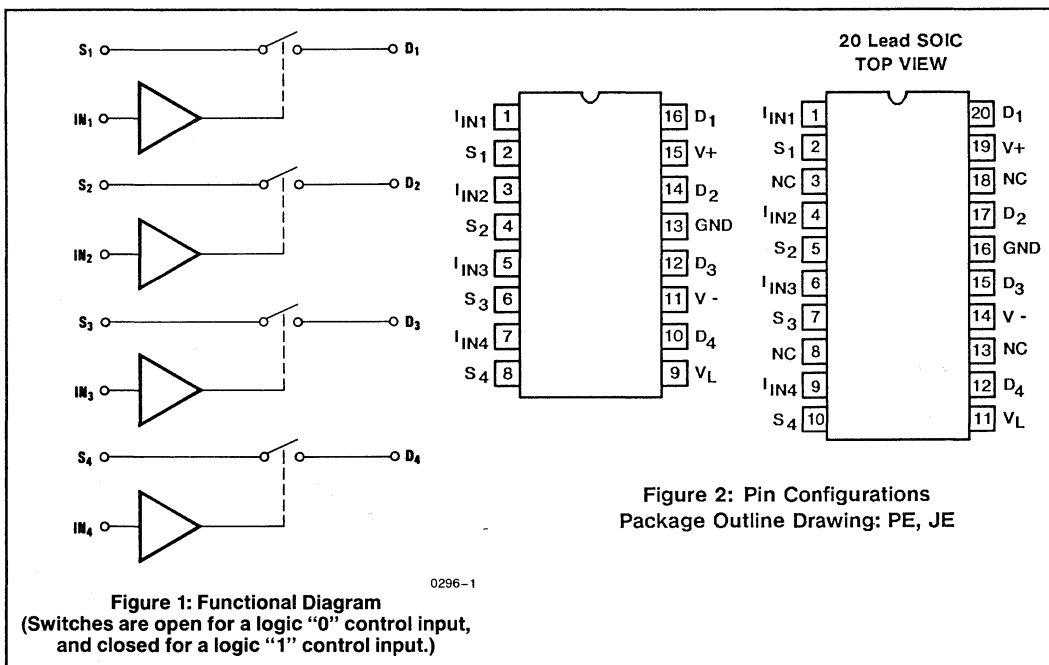 S1 D1
IN1
S2 D2
IN2
S3 D3
IN3
S4 D4
IN4
0296-1
Figure 1: Functional Diagram
(Switches are open for a logic "0" control input,
and closed for a logic "1" control input.)
IIN1 1 16 D1
S1 2 15 V+
IIN2 3 14 D2
S2 4 13 GND
IIN3 5 12 D3
S3 6 11 V -
IIN4 7 10 D4
S4 8 9 VL
20 Lead SOIC
TOP VIEW
IIN1 1 20 D1
S1 2 19 V+
NC 3 18 NC
IIN2 4 17 D2
S2 5 16 GND
IIN3 6 15 D3
S3 7 14 V -
NC 8 13 NC
IIN4 9 12 D4
S4 10 11 VL
Figure 2: Pin Configurations
Package Outline Drawing: PE, JE